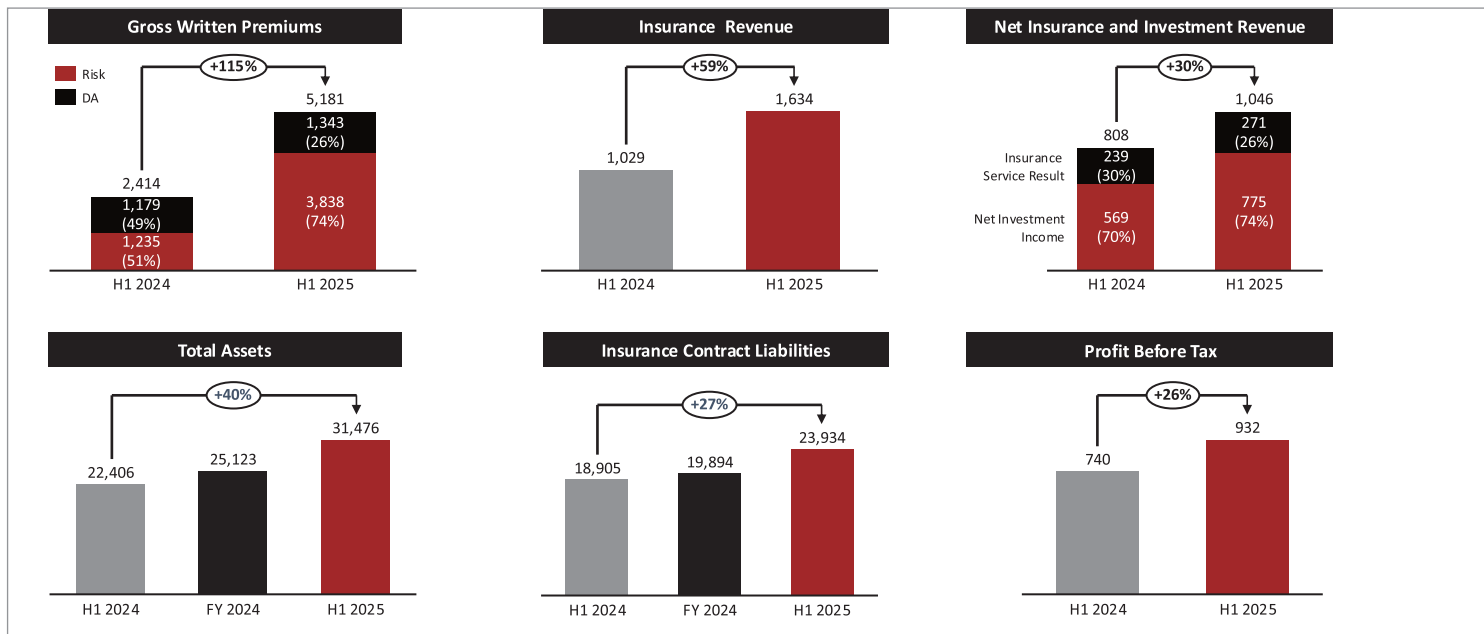 Gross Written Premiums
Risk
DA
+115%
2,414
1,179
(49%)
1,235
(51%)
5,181
1,343
(26%)
3,838
(74%)
H1 2024
H1 2025
Insurance Revenue
+59%
1,029
1,634
H1 2024
H1 2025
Net Insurance and Investment Revenue
+30%
Insurance
Service Result
Net Investment
Income
808
239
(30%)
569
(70%)
1,046
271
(26%)
775
(74%)
H1 2024
H1 2025
Total Assets
+40%
22,406
25,123
31,476
H1 2024
FY 2024
H1 2025
Insurance Contract Liabilities
+27%
18,905
19,894
23,934
H1 2024
FY 2024
H1 2025
Profit Before Tax
+26%
740
932
H1 2024
H1 2025